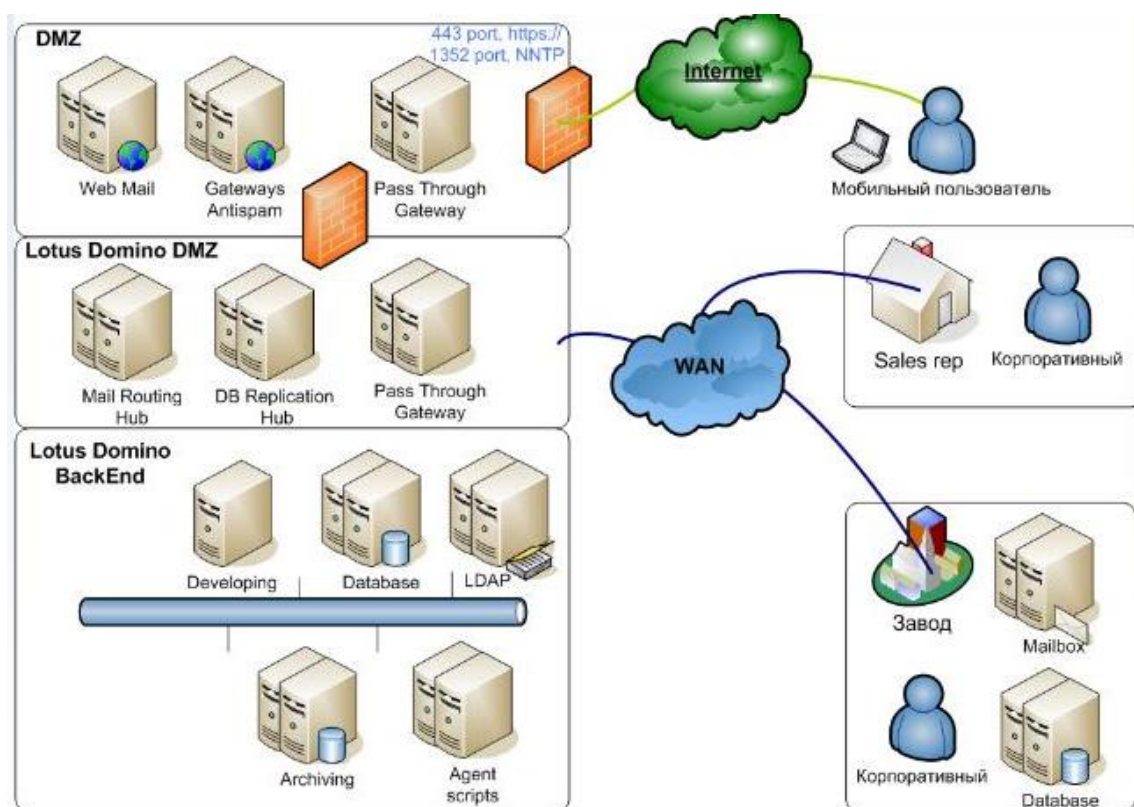 DMZ
443 port, https://
1352 port, NNTP
Web Mail
Gateways
Antispam
Pass Through
Gateway
Internet
Мобильный пользователь
Lotus Domino DMZ
Mail Routing
Hub
DB Replication
Hub
Pass Through
Gateway
WAN
Sales rep
Корпоративный
Lotus Domino
BackEnd
Developing
Database
LDAP
Archiving
Agent
scripts
Завод
Mailbox
Корпоративный
Database